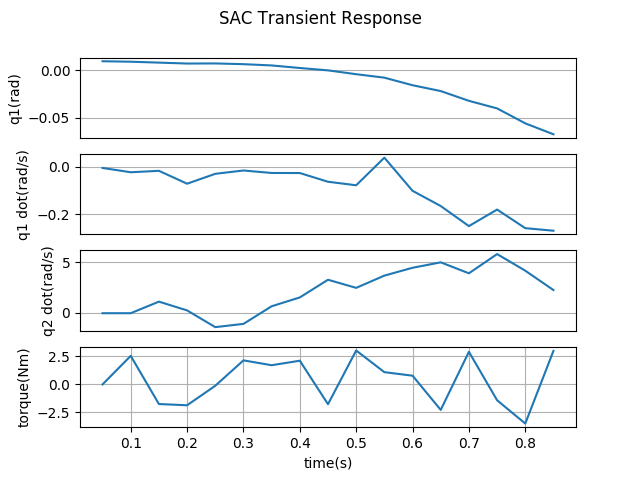 SAC Transient Response
0.00
−0.05
q1(rad)
0.0
−0.2
q1 dot(rad/s)
5
0
q2 dot(rad/s)
2.5
0.0
−2.5
torque(Nm)
0.1 0.2 0.3 0.4 0.5 0.6 0.7 0.8
time(s)